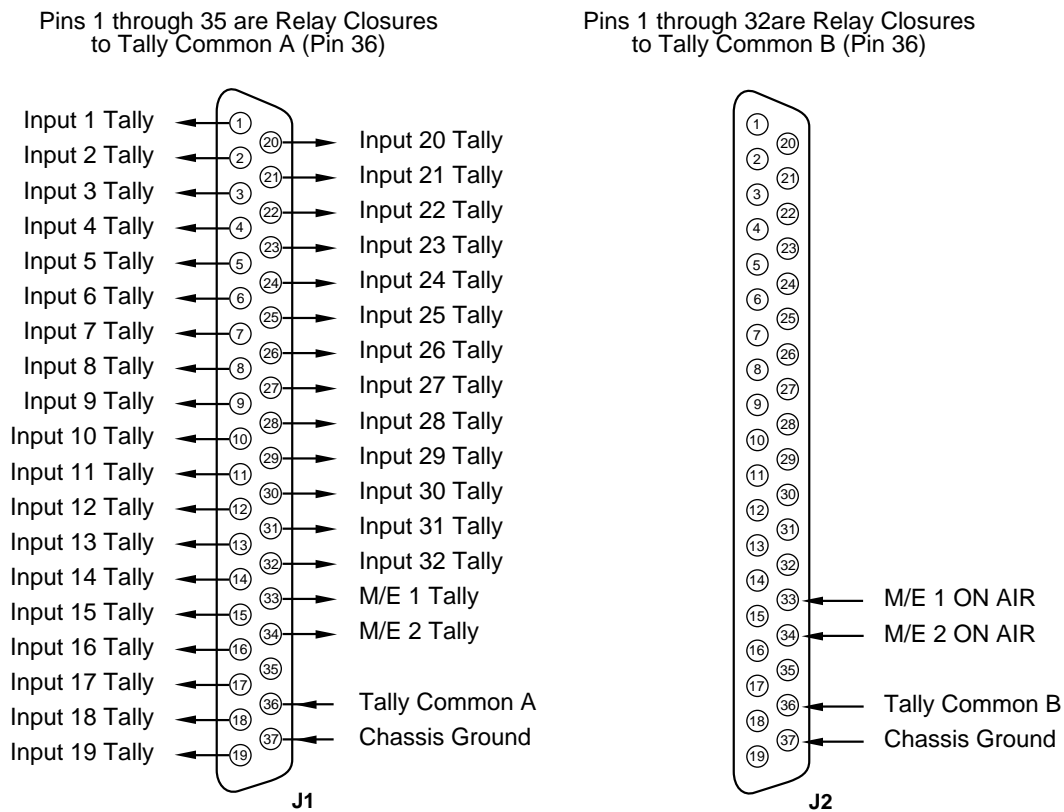 Pins 1 through 35 are Relay Closures
to Tally Common A (Pin 36)
Pins 1 through 32are Relay Closures
to Tally Common B (Pin 36)
Input 1 Tally 1
20 Input 20 Tally
Input 2 Tally 2
21 Input 21 Tally
Input 3 Tally 3
22 Input 22 Tally
Input 4 Tally 4
23 Input 23 Tally
Input 5 Tally 5
24 Input 24 Tally
Input 6 Tally 6
25 Input 25 Tally
Input 7 Tally 7
26 Input 26 Tally
Input 8 Tally 8
27 Input 27 Tally
Input 9 Tally 9
28 Input 28 Tally
Input 10 Tally 10
29 Input 29 Tally
Input 11 Tally 11
30 Input 30 Tally
Input 12 Tally 12
31 Input 31 Tally
Input 13 Tally 13
32 Input 32 Tally
Input 14 Tally 14
33 M/E 1 Tally
Input 15 Tally 15
34 M/E 2 Tally
Input 16 Tally 16
35
Input 17 Tally 17
36 Tally Common A
Input 18 Tally 18
37 Chassis Ground
Input 19 Tally 19
J1
1
20
2
21
3
22
4
23
5
24
6
25
7
26
8
27
9
28
10
29
11
30
12
31
13
32
14
33 M/E 1 ON AIR
15
34 M/E 2 ON AIR
16
35
17
36 Tally Common B
18
37 Chassis Ground
19
J2